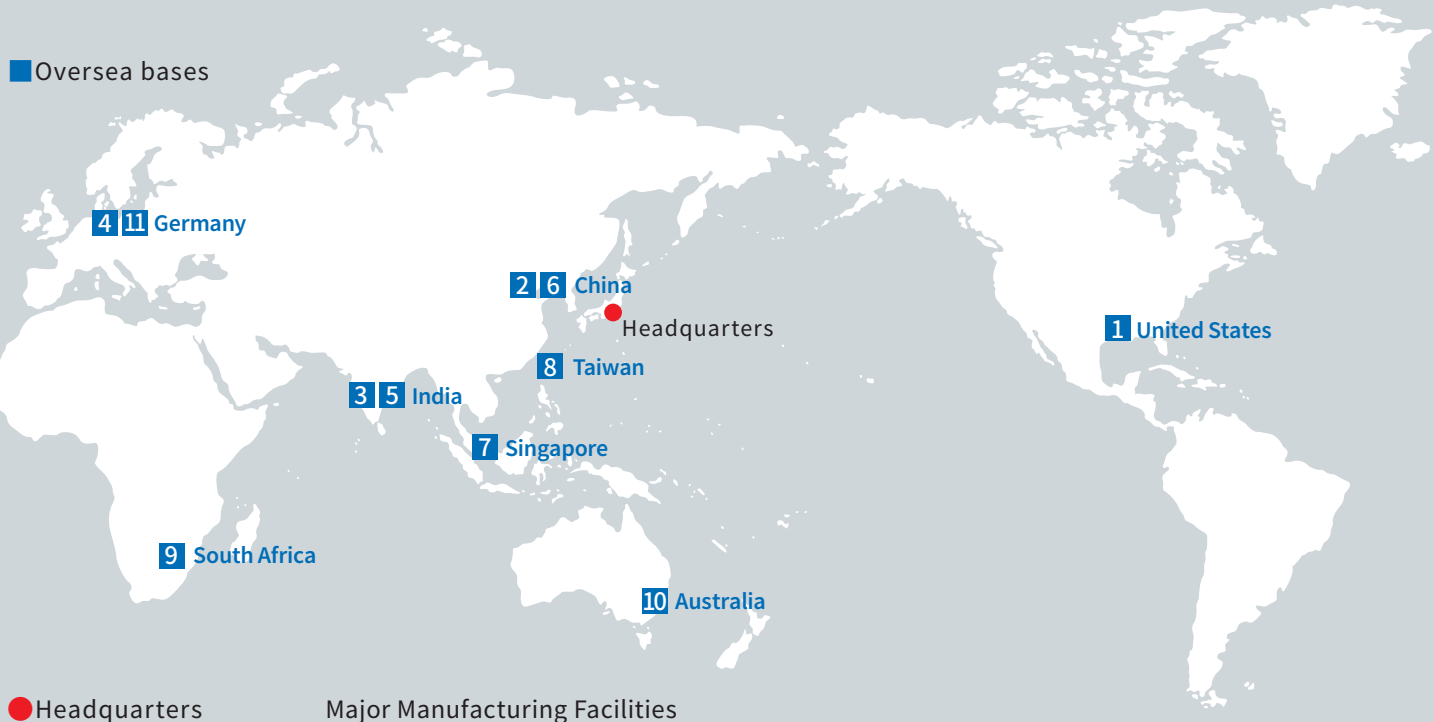 Oversea bases
4 11 Germany
2 6 China
Headquarters
1 United States
8 Taiwan
3 5 India
7 Singapore
9 South Africa
10 Australia
Headquarters
Major Manufacturing Facilities